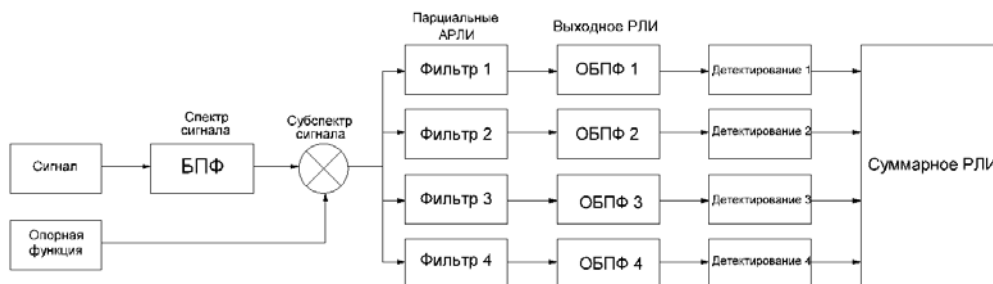 Парциальные
АРЛИ
Выходное РЛИ
Фильтр 1
ОБПФ 1
Детектирование 1
Спектр
сигнала
Субспектр
сигнала
Фильтр 2
ОБПФ 2
Детектирование 2
Сигнал
БПФ
Суммарное РЛИ
Фильтр 3
ОБПФ 3
Детектирование 3
Опорная
функция
Фильтр 4
ОБПФ 4
Детектирование 4